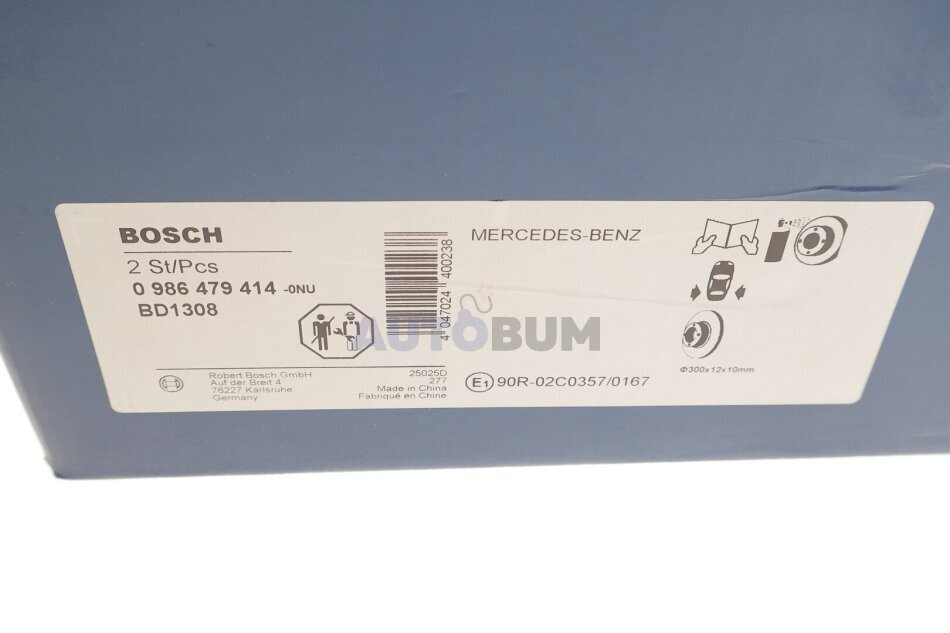 BOSCH
2 St/Pcs
0 986 479 414 -0NU
BD1308
4 047024 400238
MERCEDES-BENZ
AUTOBUM
Robert Bosch GmbH
Auf der Breit 4
76227 Karlsruhe
Germany
25025D
277
Made in China
Fabriqué en Chine
E1 90R-02C0357/0167
Φ300x12x10mm